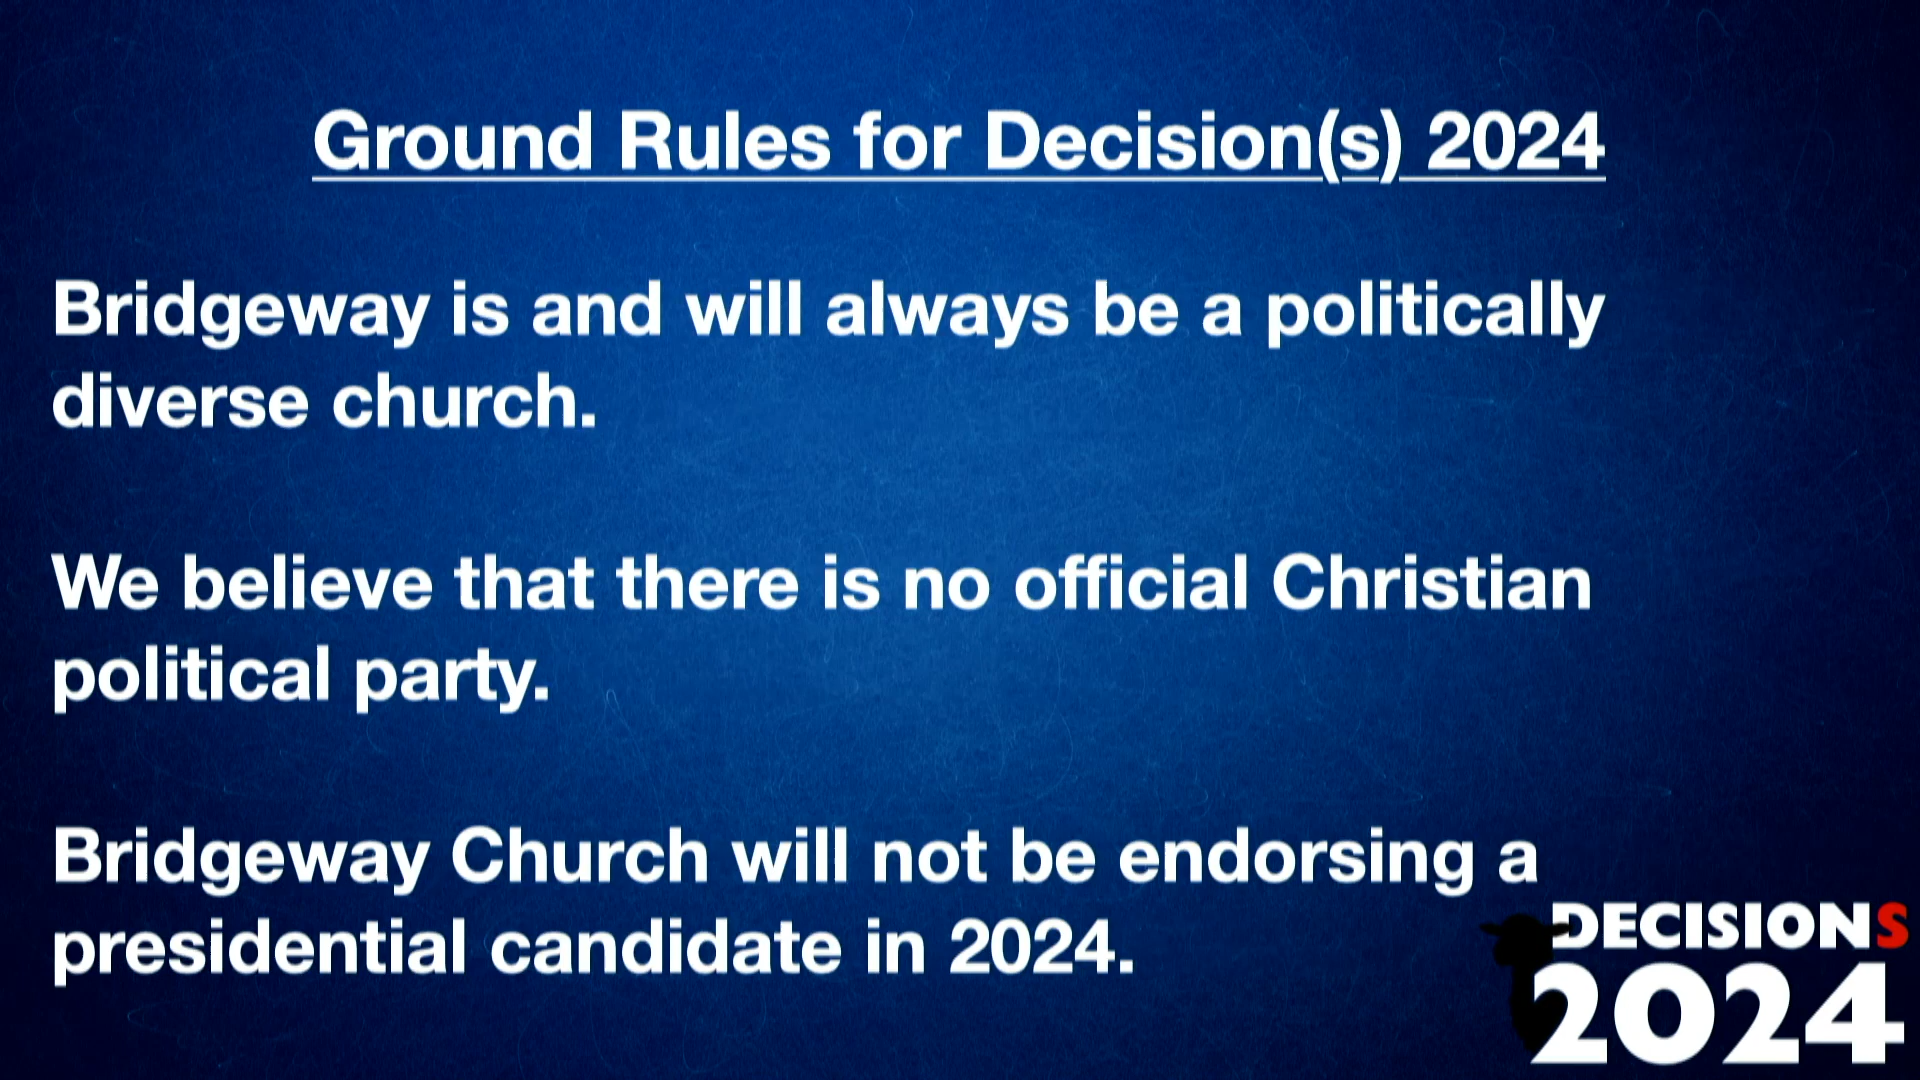 Ground Rules for Decision(s) 2024
Bridgeway is and will always be a politically
diverse church.
We believe that there is no official Christian
political party.
Bridgeway Church will not be endorsing a
presidential candidate in 2024.
DECISIONS
2024